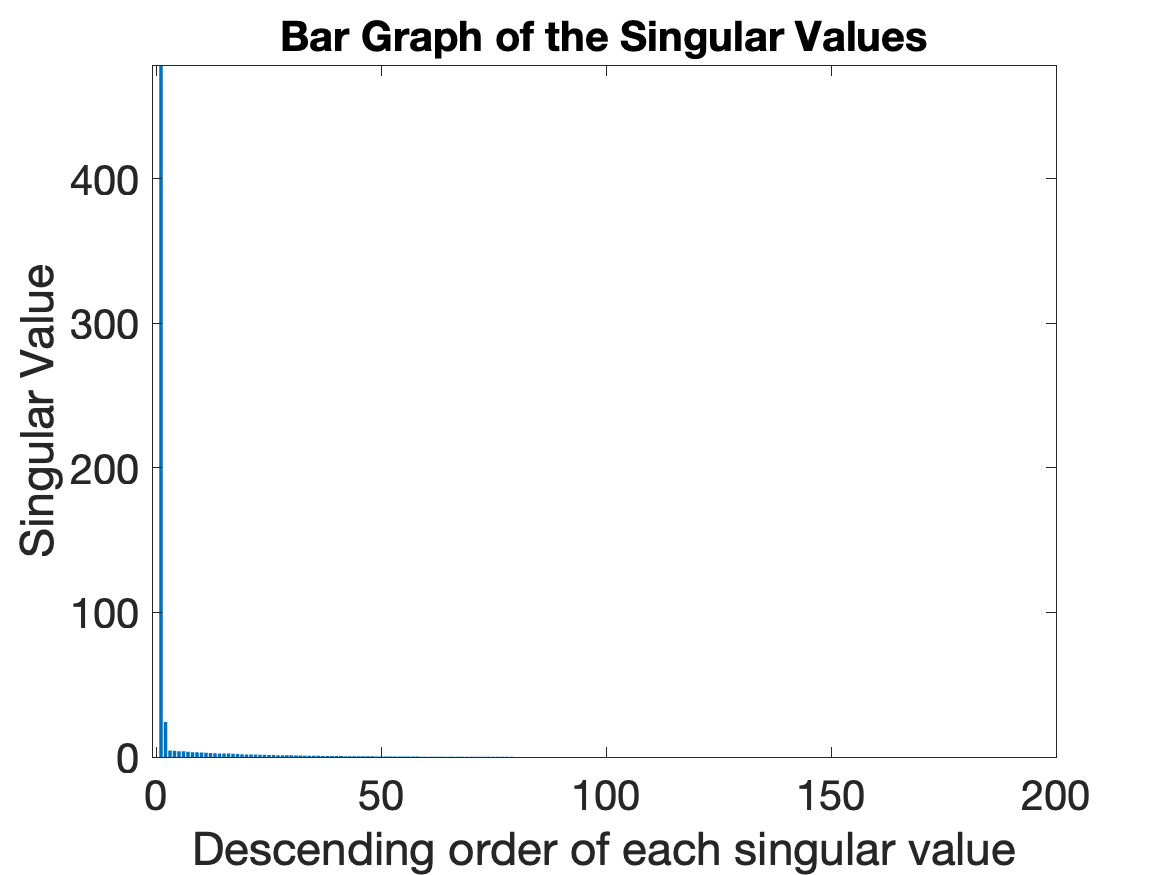 Bar Graph of the Singular Values
400
300
200
100
0
Singular Value
0 50 100 150 200
Descending order of each singular value